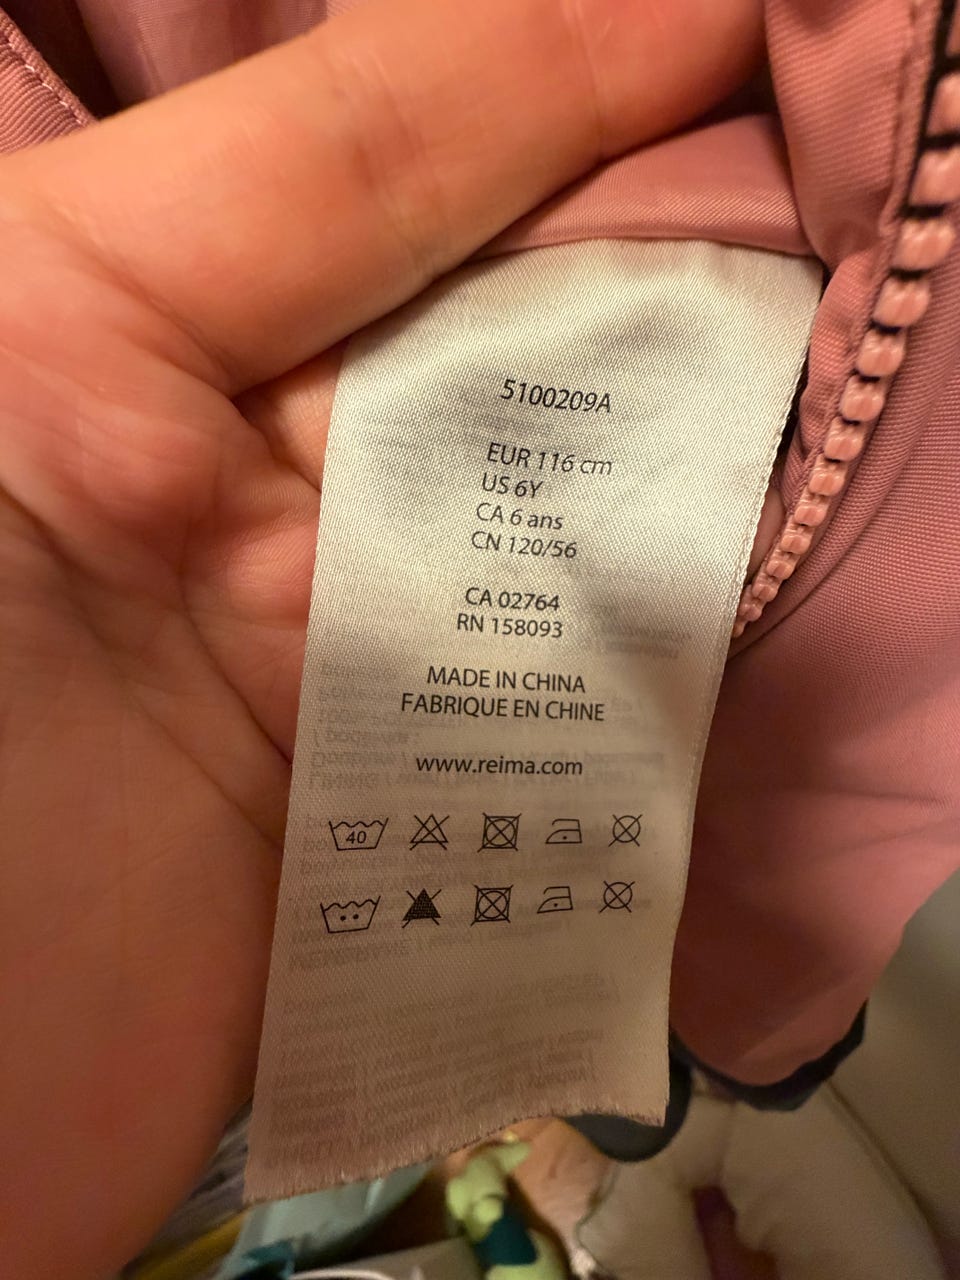 5100209A
EUR 116 cm
US 6Y
CA 6 ans
CN 120/56
CA 02764
RN 158093
MADE IN CHINA
FABRIQUE EN CHINE
www.reima.com
40